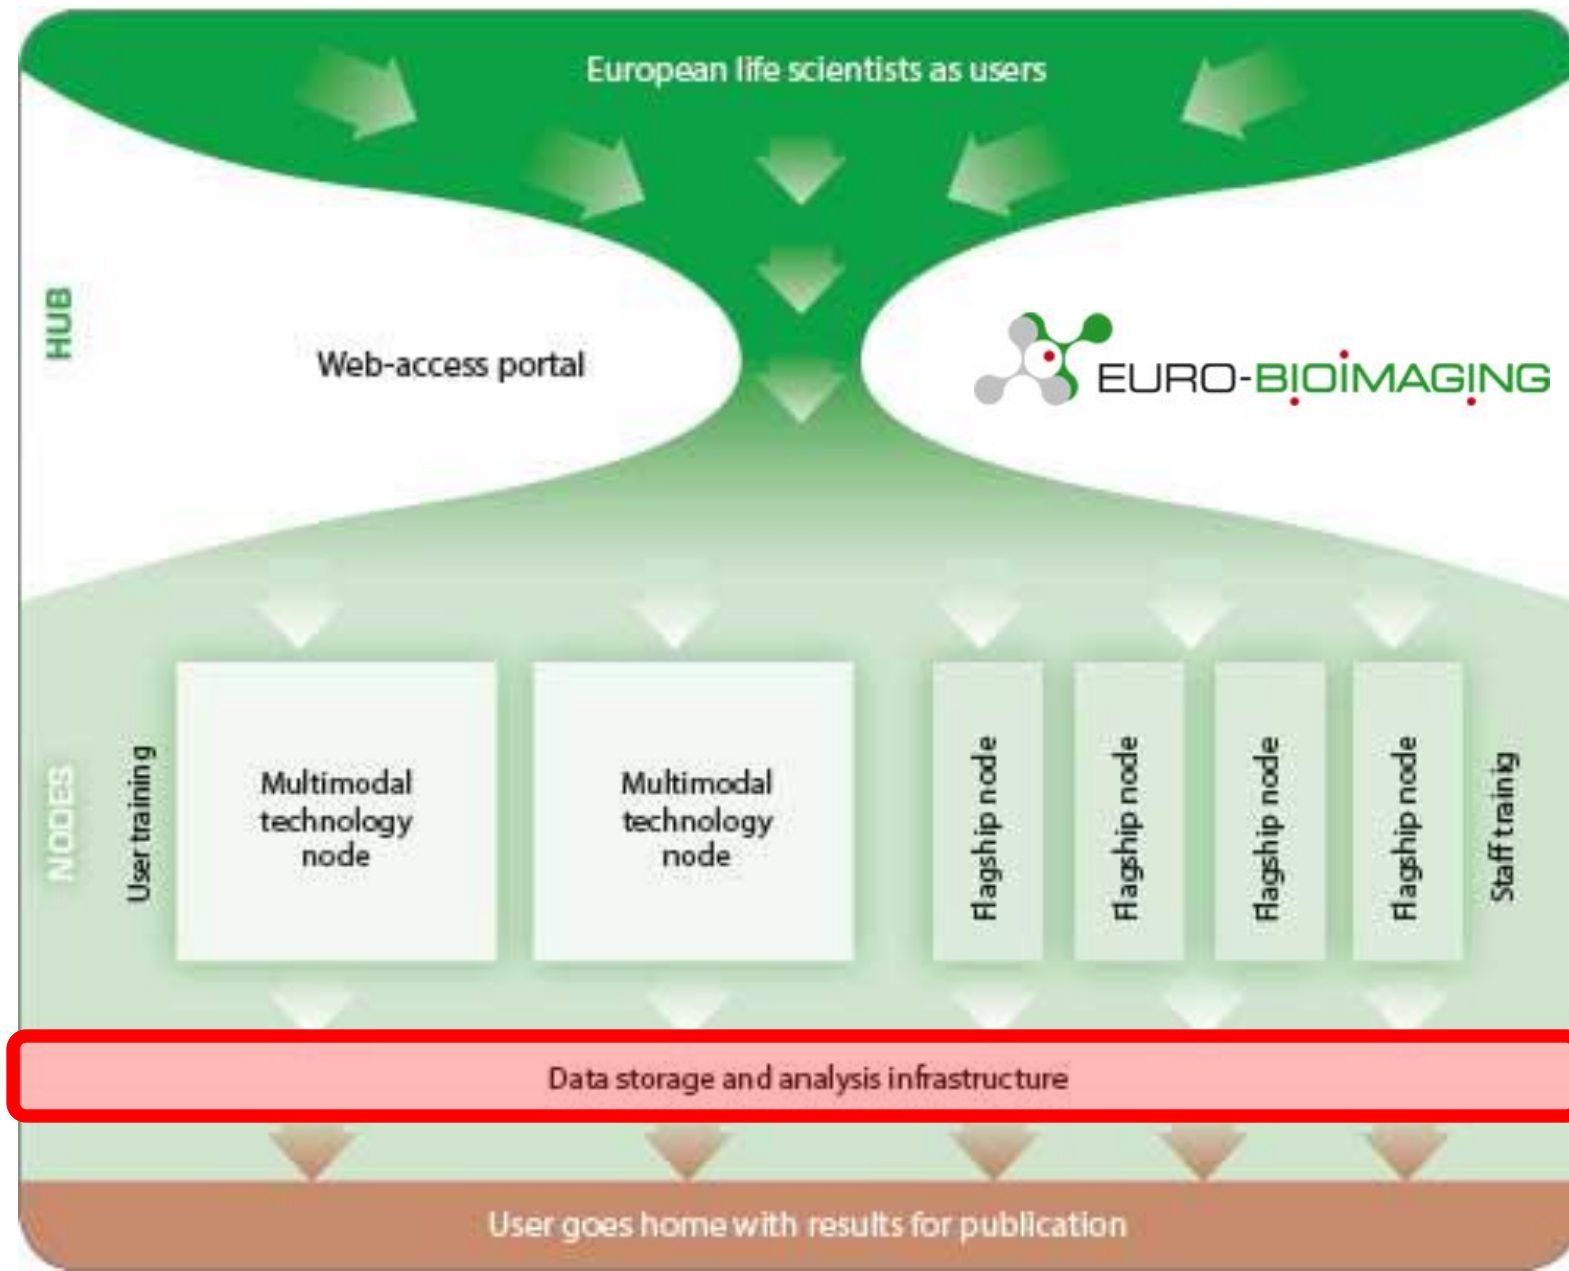 European life scientists as users
HUB
Web-access portal
EURO-BIOIMAGING
NODES
User training
Multimodal
technology
node
Multimodal
technology
node
Flagship node
Flagship node
Flagship node
Flagship node
Staff trainig
Data storage and analysis infrastructure
User goes home with results for publication